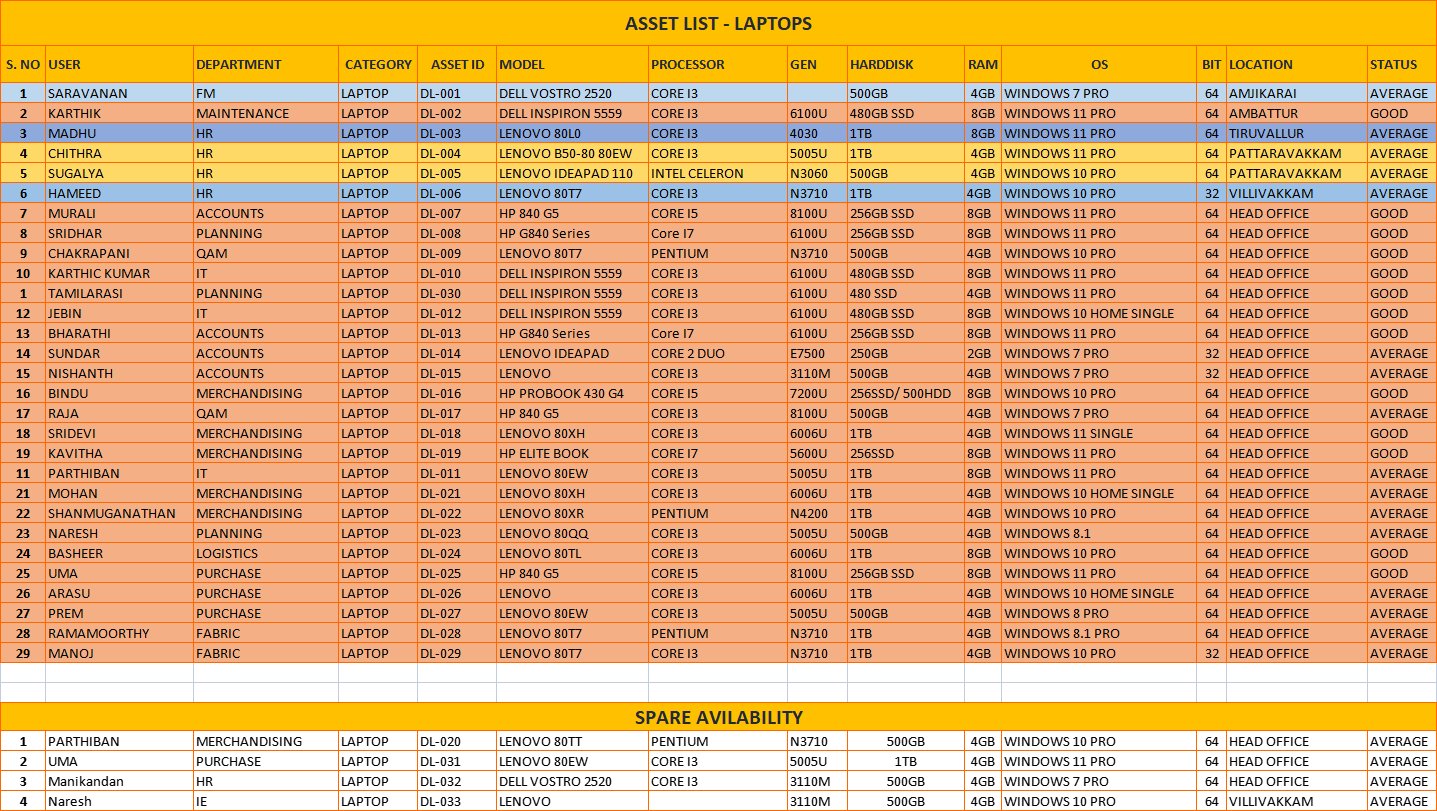 ASSET LIST - LAPTOPS
S. NO USER DEPARTMENT CATEGORY ASSET ID MODEL PROCESSOR GEN HARDDISK RAM OS BIT LOCATION STATUS
1 SARAVANAN FM LAPTOP DL-001 DELL VOSTRO 2520 CORE I3 500GB 4GB WINDOWS 7 PRO 64 AMJIKARAI AVERAGE
2 KARTHIK MAINTENANCE LAPTOP DL-002 DELL INSPIRON 5559 CORE I3 6100U 480GB SSD 8GB WINDOWS 11 PRO 64 AMBATTUR GOOD
3 MADHU HR LAPTOP DL-003 LENOVO 80L0 CORE I3 4030 1TB 8GB WINDOWS 11 PRO 64 TIRUVALLUR AVERAGE
4 CHITHRA HR LAPTOP DL-004 LENOVO B50-80 80EW CORE I3 5005U 1TB 4GB WINDOWS 11 PRO 64 PATTARAVAKKAM AVERAGE
5 SUGALYA HR LAPTOP DL-005 LENOVO IDEAPAD 110 INTEL CELERON N3060 500GB 4GB WINDOWS 10 PRO 64 PATTARAVAKKAM AVERAGE
6 HAMEED HR LAPTOP DL-006 LENOVO 80T7 CORE I3 N3710 1TB 4GB WINDOWS 10 PRO 32 VILLIVAKKAM AVERAGE
7 MURALI ACCOUNTS LAPTOP DL-007 HP 840 G5 CORE I5 8100U 256GB SSD 8GB WINDOWS 11 PRO 64 HEAD OFFICE GOOD
8 SRIDHAR PLANNING LAPTOP DL-008 HP G840 Series Core I7 6100U 256GB SSD 8GB WINDOWS 11 PRO 64 HEAD OFFICE GOOD
9 CHAKRAPANI QAM LAPTOP DL-009 LENOVO 80T7 PENTIUM N3710 500GB 4GB WINDOWS 10 PRO 64 HEAD OFFICE GOOD
10 KARTHIC KUMAR IT LAPTOP DL-010 DELL INSPIRON 5559 CORE I3 6100U 480GB SSD 8GB WINDOWS 11 PRO 64 HEAD OFFICE GOOD
1 TAMILARASI PLANNING LAPTOP DL-030 DELL INSPIRON 5559 CORE I3 6100U 480 SSD 4GB WINDOWS 11 PRO 64 HEAD OFFICE GOOD
12 JEBIN IT LAPTOP DL-012 DELL INSPIRON 5559 CORE I3 6100U 480GB SSD 8GB WINDOWS 10 HOME SINGLE 64 HEAD OFFICE GOOD
13 BHARATHI ACCOUNTS LAPTOP DL-013 HP G840 Series Core I7 6100U 256GB SSD 8GB WINDOWS 11 PRO 64 HEAD OFFICE GOOD
14 SUNDAR ACCOUNTS LAPTOP DL-014 LENOVO IDEAPAD CORE 2 DUO E7500 250GB 2GB WINDOWS 7 PRO 32 HEAD OFFICE AVERAGE
15 NISHANTH ACCOUNTS LAPTOP DL-015 LENOVO CORE I3 3110M 500GB 4GB WINDOWS 7 PRO 32 HEAD OFFICE AVERAGE
16 BINDU MERCHANDISING LAPTOP DL-016 HP PROBOOK 430 G4 CORE I5 7200U 256SSD/ 500HDD 8GB WINDOWS 10 PRO 64 HEAD OFFICE GOOD
17 RAJA QAM LAPTOP DL-017 HP 840 G5 CORE I3 8100U 500GB 4GB WINDOWS 7 PRO 64 HEAD OFFICE AVERAGE
18 SRIDEVI MERCHANDISING LAPTOP DL-018 LENOVO 80XH CORE I3 6006U 1TB 4GB WINDOWS 11 SINGLE 64 HEAD OFFICE GOOD
19 KAVITHA MERCHANDISING LAPTOP DL-019 HP ELITE BOOK CORE I7 5600U 256SSD 8GB WINDOWS 11 PRO 64 HEAD OFFICE GOOD
11 PARTHIBAN IT LAPTOP DL-011 LENOVO 80EW CORE I3 5005U 1TB 8GB WINDOWS 11 PRO 64 HEAD OFFICE AVERAGE
21 MOHAN MERCHANDISING LAPTOP DL-021 LENOVO 80XH CORE I3 6006U 1TB 4GB WINDOWS 10 HOME SINGLE 64 HEAD OFFICE AVERAGE
22 SHANMUGANATHAN MERCHANDISING LAPTOP DL-022 LENOVO 80XR PENTIUM N4200 1TB 4GB WINDOWS 10 PRO 64 HEAD OFFICE AVERAGE
23 NARESH PLANNING LAPTOP DL-023 LENOVO 80QQ CORE I3 5005U 500GB 4GB WINDOWS 8.1 64 HEAD OFFICE AVERAGE
24 BASHEER LOGISTICS LAPTOP DL-024 LENOVO 80TL CORE I3 6006U 1TB 8GB WINDOWS 10 PRO 64 HEAD OFFICE GOOD
25 UMA PURCHASE LAPTOP DL-025 HP 840 G5 CORE I5 8100U 256GB SSD 8GB WINDOWS 11 PRO 64 HEAD OFFICE GOOD
26 ARASU PURCHASE LAPTOP DL-026 LENOVO CORE I3 6006U 1TB 4GB WINDOWS 10 HOME SINGLE 64 HEAD OFFICE AVERAGE
27 PREM PURCHASE LAPTOP DL-027 LENOVO 80EW CORE I3 5005U 500GB 4GB WINDOWS 8 PRO 64 HEAD OFFICE AVERAGE
28 RAMAMOORTHY FABRIC LAPTOP DL-028 LENOVO 80T7 PENTIUM N3710 1TB 4GB WINDOWS 8.1 PRO 64 HEAD OFFICE AVERAGE
29 MANOJ FABRIC LAPTOP DL-029 LENOVO 80T7 CORE I3 N3710 1TB 4GB WINDOWS 10 PRO 32 HEAD OFFICE AVERAGE
SPARE AVILABILITY
1 PARTHIBAN MERCHANDISING LAPTOP DL-020 LENOVO 80TT PENTIUM N3710 500GB 4GB WINDOWS 10 PRO 64 HEAD OFFICE AVERAGE
2 UMA PURCHASE LAPTOP DL-031 LENOVO 80EW CORE I3 5005U 1TB 4GB WINDOWS 11 PRO 64 HEAD OFFICE AVERAGE
3 Manikandan HR LAPTOP DL-032 DELL VOSTRO 2520 CORE I3 3110M 500GB 4GB WINDOWS 7 PRO 64 HEAD OFFICE AVERAGE
4 Naresh IE LAPTOP DL-033 LENOVO 3110M 500GB 4GB WINDOWS 10 PRO 64 VILLIVAKKAM AVERAGE